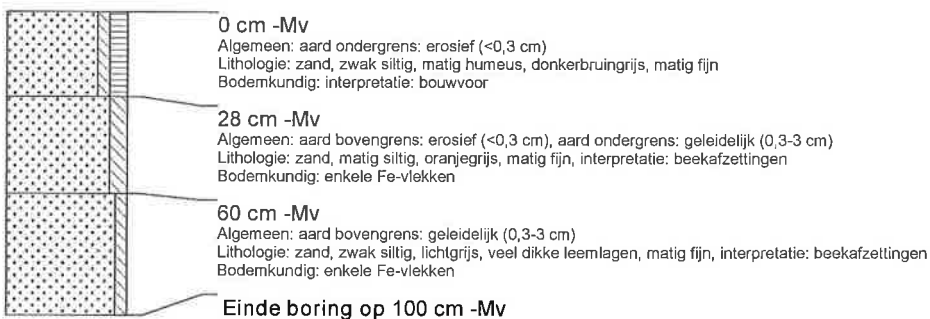 0 cm -Mv
Algemeen: aard ondergrens: erosief (<0,3 cm)
Lithologie: zand, zwak siltig, matig humeus, donkerbruingrijs, matig fijn
Bodemkundig: interpretatie: bouwvoor
28 cm -Mv
Algemeen: aard bovengrens: erosief (<0,3 cm), aard ondergrens: geleidelijk (0,3-3 cm)
Lithologie: zand, matig siltig, oranjegrijs, matig fijn, interpretatie: beekafzettingen
Bodemkundig: enkele Fe-vlekken
60 cm -Mv
Algemeen: aard bovengrens: geleidelijk (0,3-3 cm)
Lithologie: zand, zwak siltig, lichtgrijs, veel dikke leemlagen, matig fijn, interpretatie: beekafzettingen
Bodemkundig: enkele Fe-vlekken
Einde boring op 100 cm -Mv